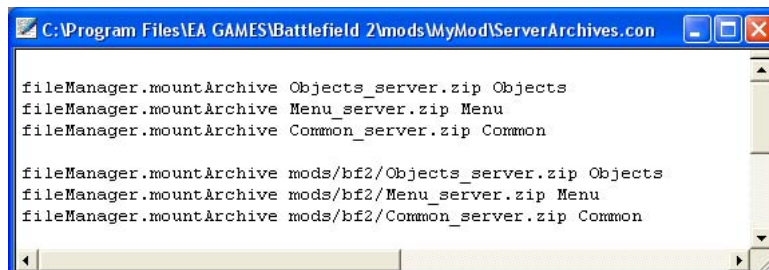 C:\Program Files\EA GAMES\Battlefield 2\mods\MyMod\ServerArchives.con
fileManager.mountArchive Objects_server.zip Objects
fileManager.mountArchive Menu_server.zip Menu
fileManager.mountArchive Common_server.zip Common
fileManager.mountArchive mods/bf2/Objects_server.zip Objects
fileManager.mountArchive mods/bf2/Menu_server.zip Menu
fileManager.mountArchive mods/bf2/Common_server.zip Common